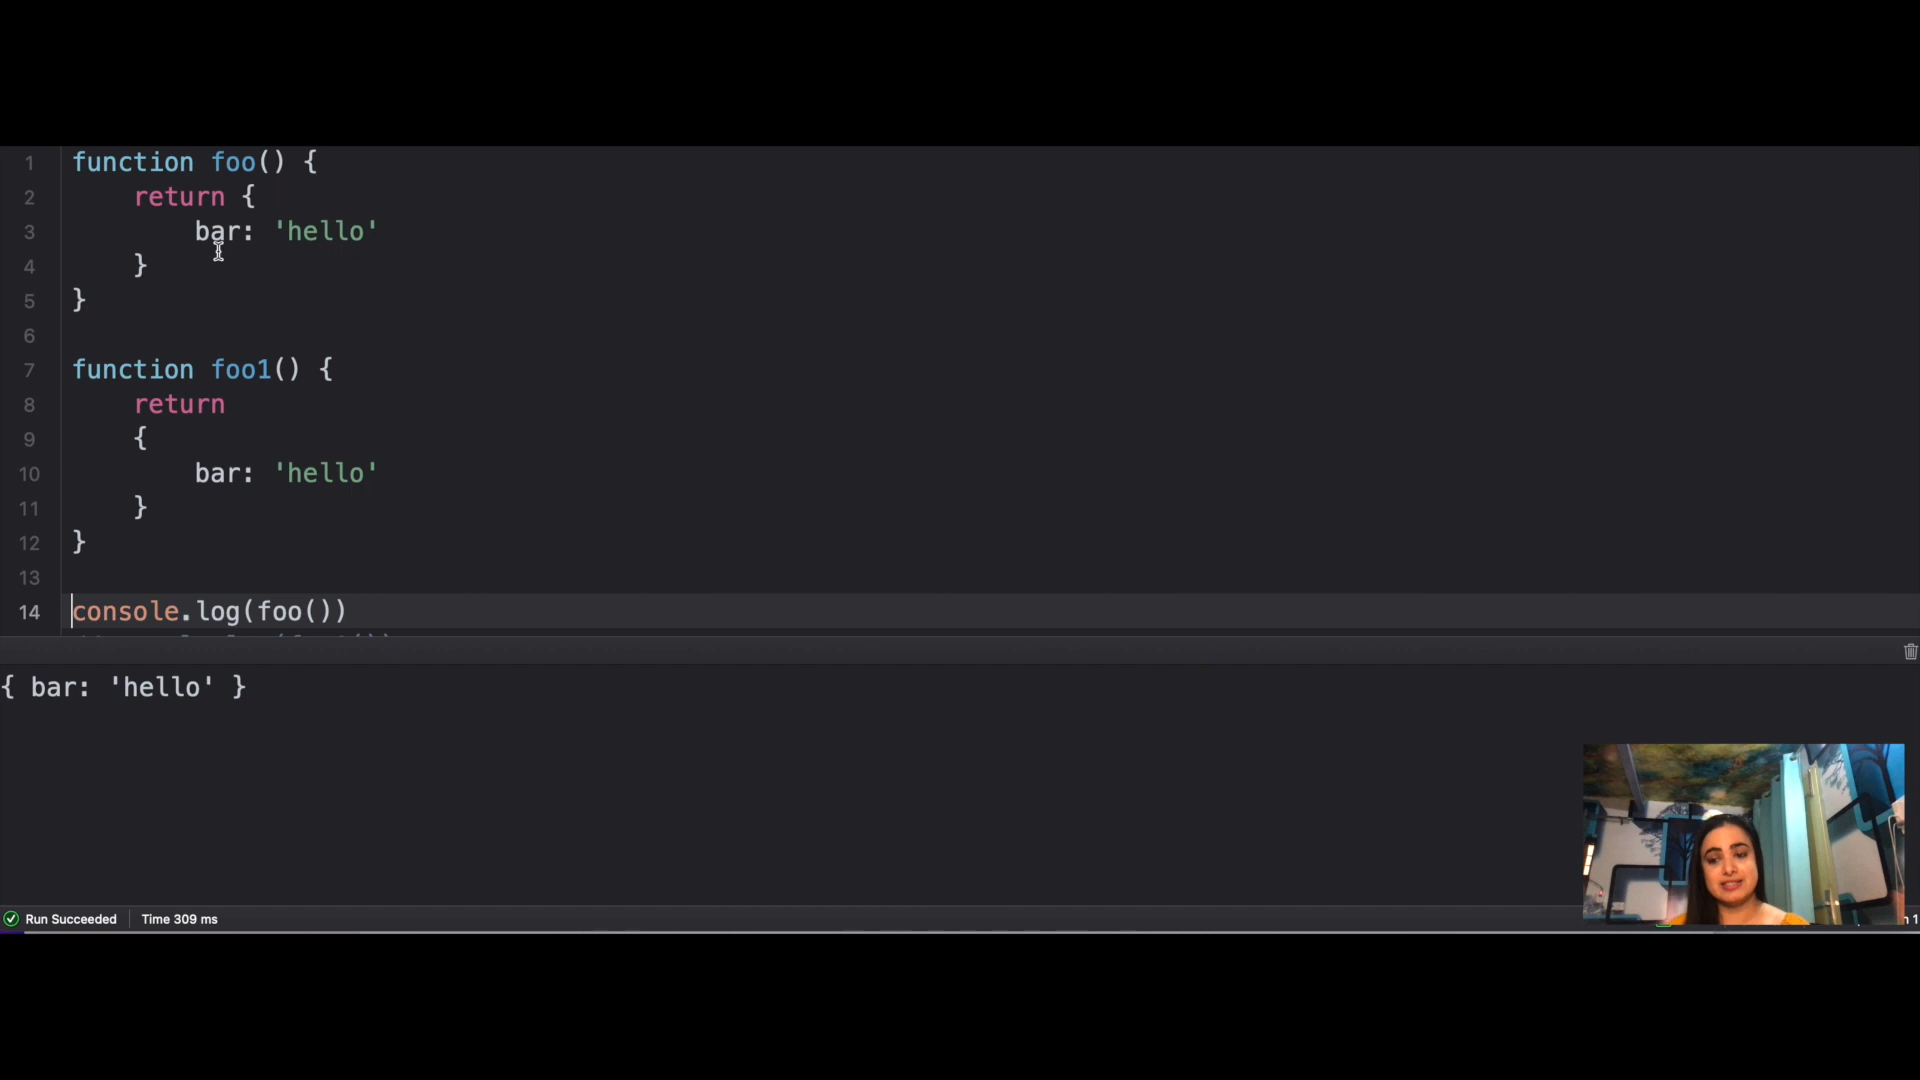 1 function foo() {
2 return {
3 bar: 'hello'
4 }
5 }
6
7 function foo1() {
8 return
9 {
10 bar: 'hello'
11 }
12 }
13
14 console.log(foo())
{ bar: 'hello' }
Run Succeeded Time 309 ms